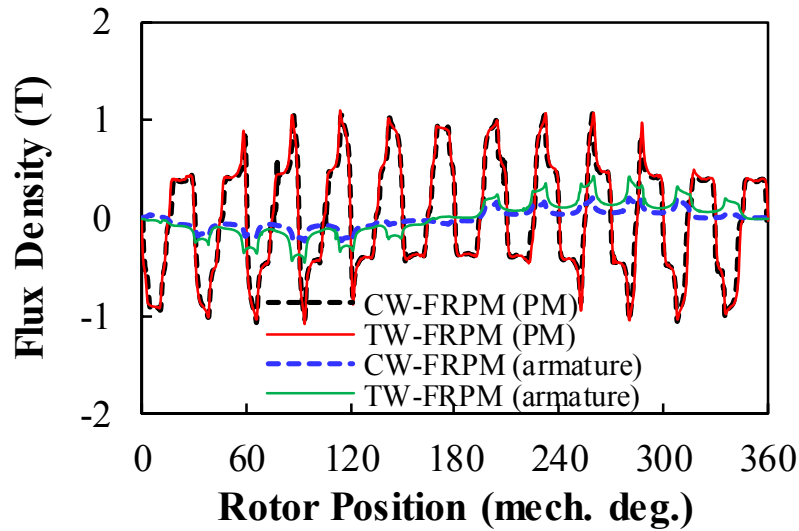 2
1
0
-1
-2
Flux Density (T)
CW-FRPM (PM)
TW-FRPM (PM)
CW-FRPM (armature)
TW-FRPM (armature)
0 60 120 180 240 300 360
Rotor Position (mech. deg.)